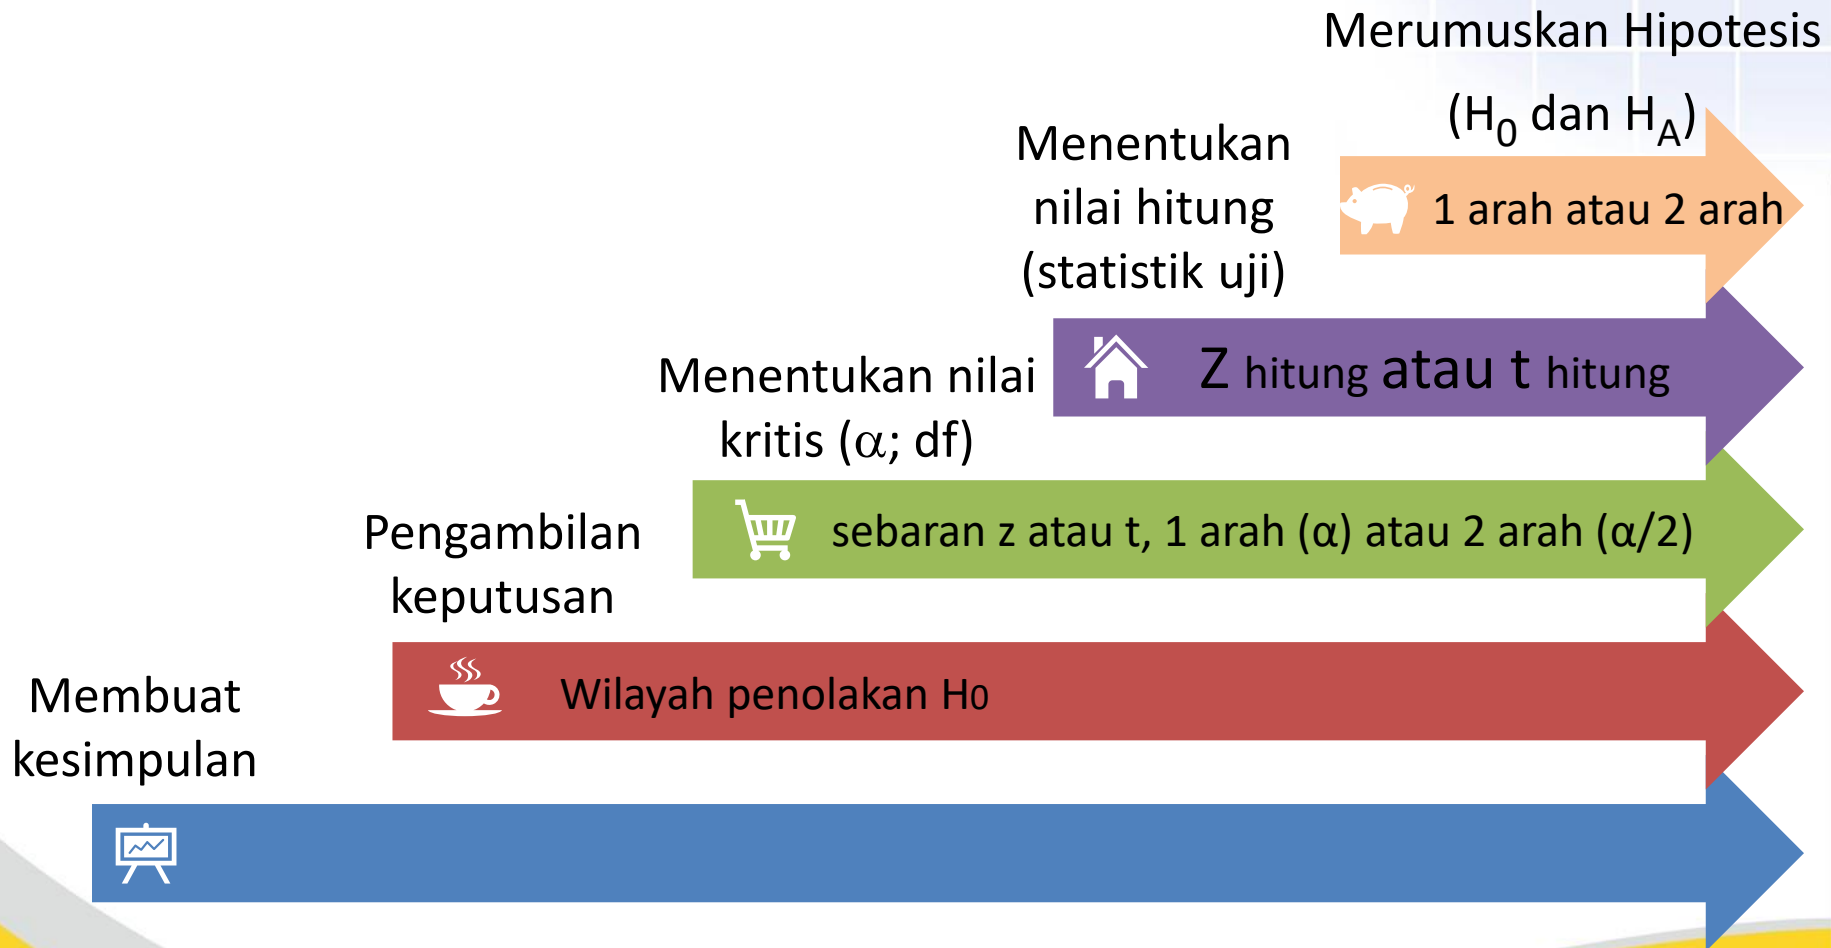 Merumuskan Hipotesis
(H0 dan HA)
1 arah atau 2 arah
Menentukan
nilai hitung
(statistik uji)
Z hitung atau t hitung
Menentukan nilai
kritis (α; df)
sebaran z atau t, 1 arah (α) atau 2 arah (α/2)
Pengambilan
keputusan
Wilayah penolakan H0
Membuat
kesimpulan